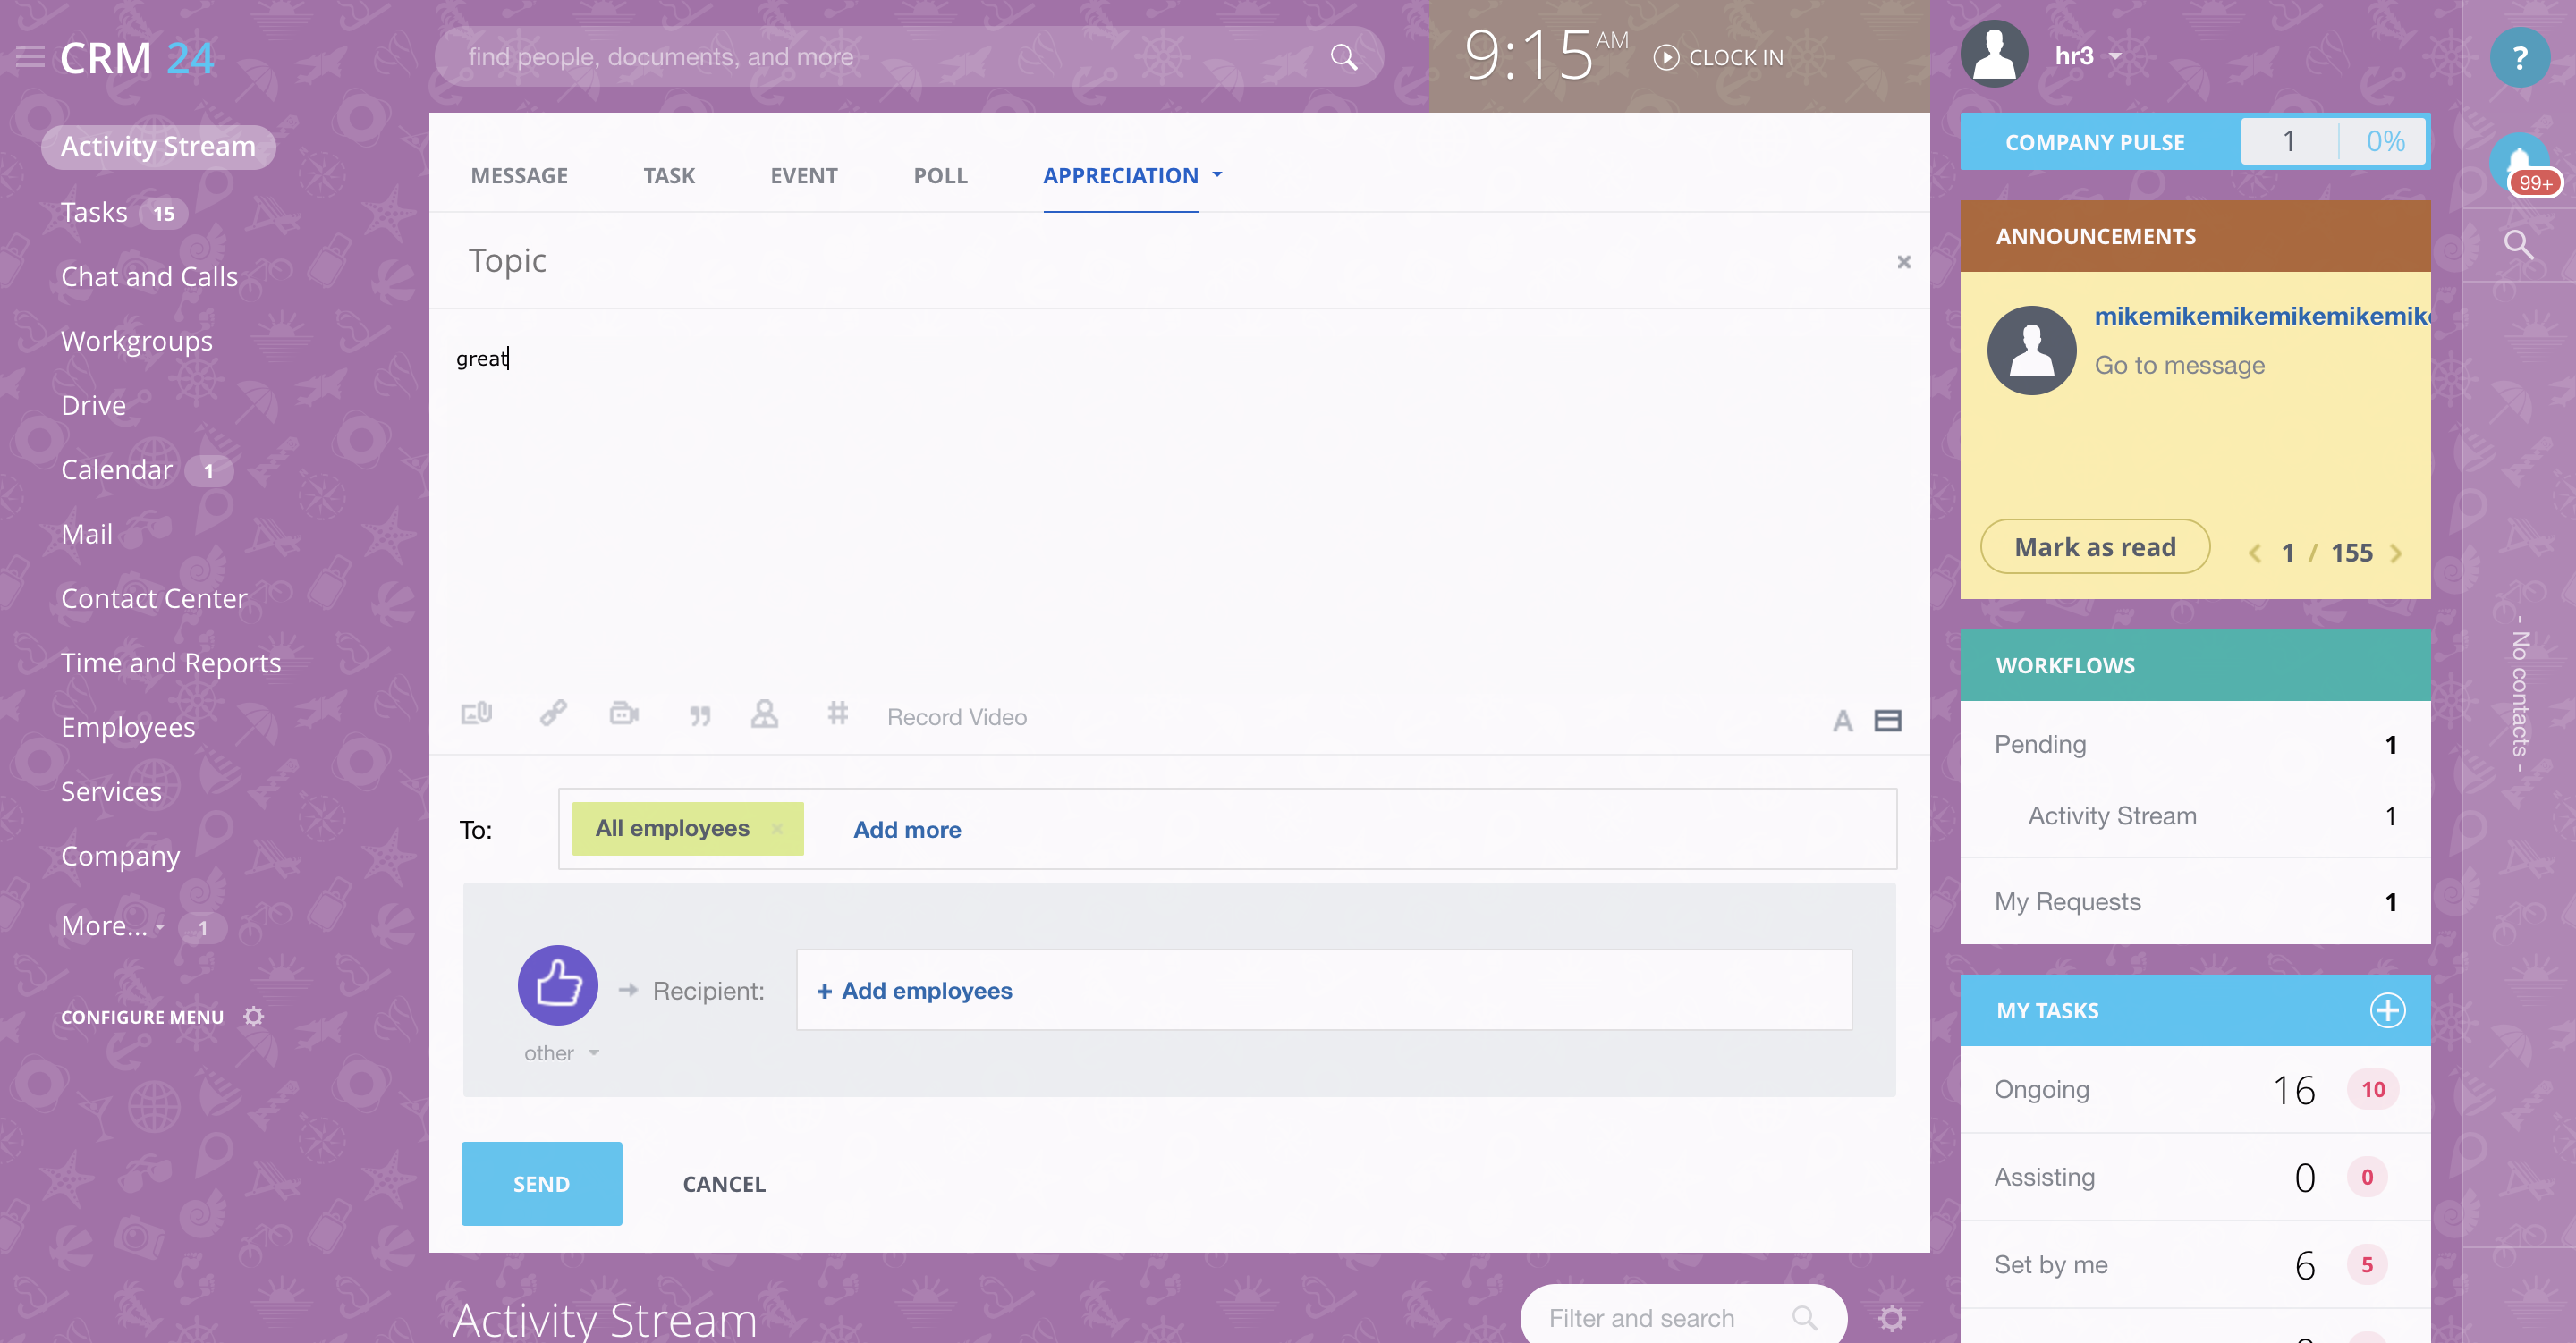 CRM 24
find people, documents, and more
9:15 AM
CLOCK IN
hr3
?
Activity Stream
Tasks 15
Chat and Calls
Workgroups
Drive
Calendar 1
Mail
Contact Center
Time and Reports
Employees
Services
Company
More... 1
CONFIGURE MENU
MESSAGE TASK EVENT POLL APPRECIATION
Topic
great
Record Video
A
To: All employees Add more
Recipient: + Add employees
other
SEND CANCEL
Activity Stream
Filter and search
COMPANY PULSE 1 0%
ANNOUNCEMENTS
mikemikemikemikemikemik
Go to message
Mark as read
1 / 155
WORKFLOWS
Pending 1
Activity Stream 1
My Requests 1
MY TASKS
Ongoing 16 10
Assisting 0 0
Set by me 6 5
99+
- No contacts -